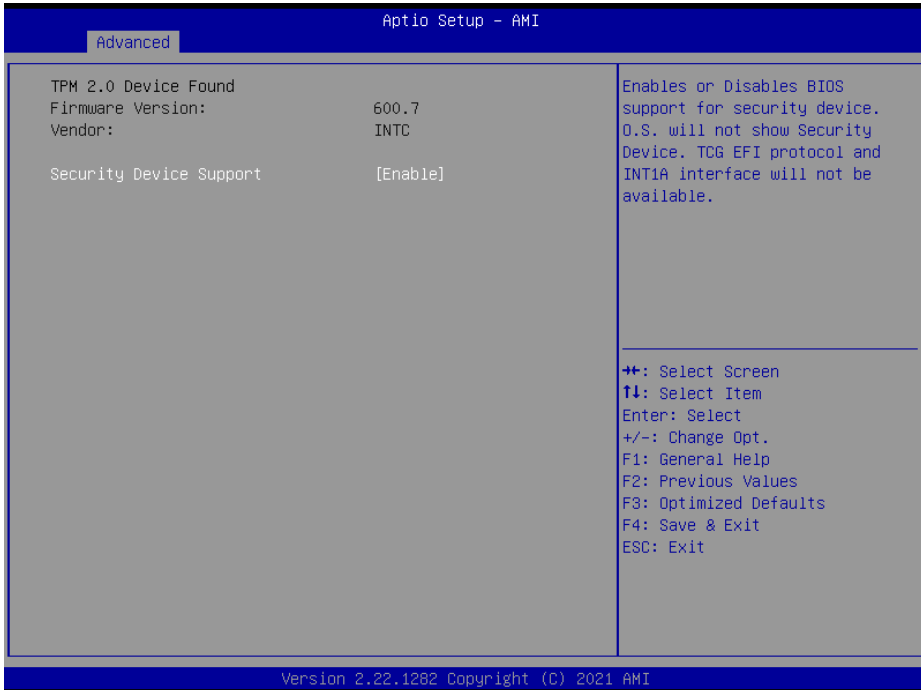 Aptio Setup - AMI
Advanced
TPM 2.0 Device Found
Firmware Version: 600.7
Vendor: INTC
Security Device Support [Enable]
Enables or Disables BIOS
support for security device.
O.S. will not show Security
Device. TCG EFI protocol and
INT1A interface will not be
available.
→←: Select Screen
↑↓: Select Item
Enter: Select
+/-: Change Opt.
F1: General Help
F2: Previous Values
F3: Optimized Defaults
F4: Save & Exit
ESC: Exit
Version 2.22.1282 Copyright (C) 2021 AMI